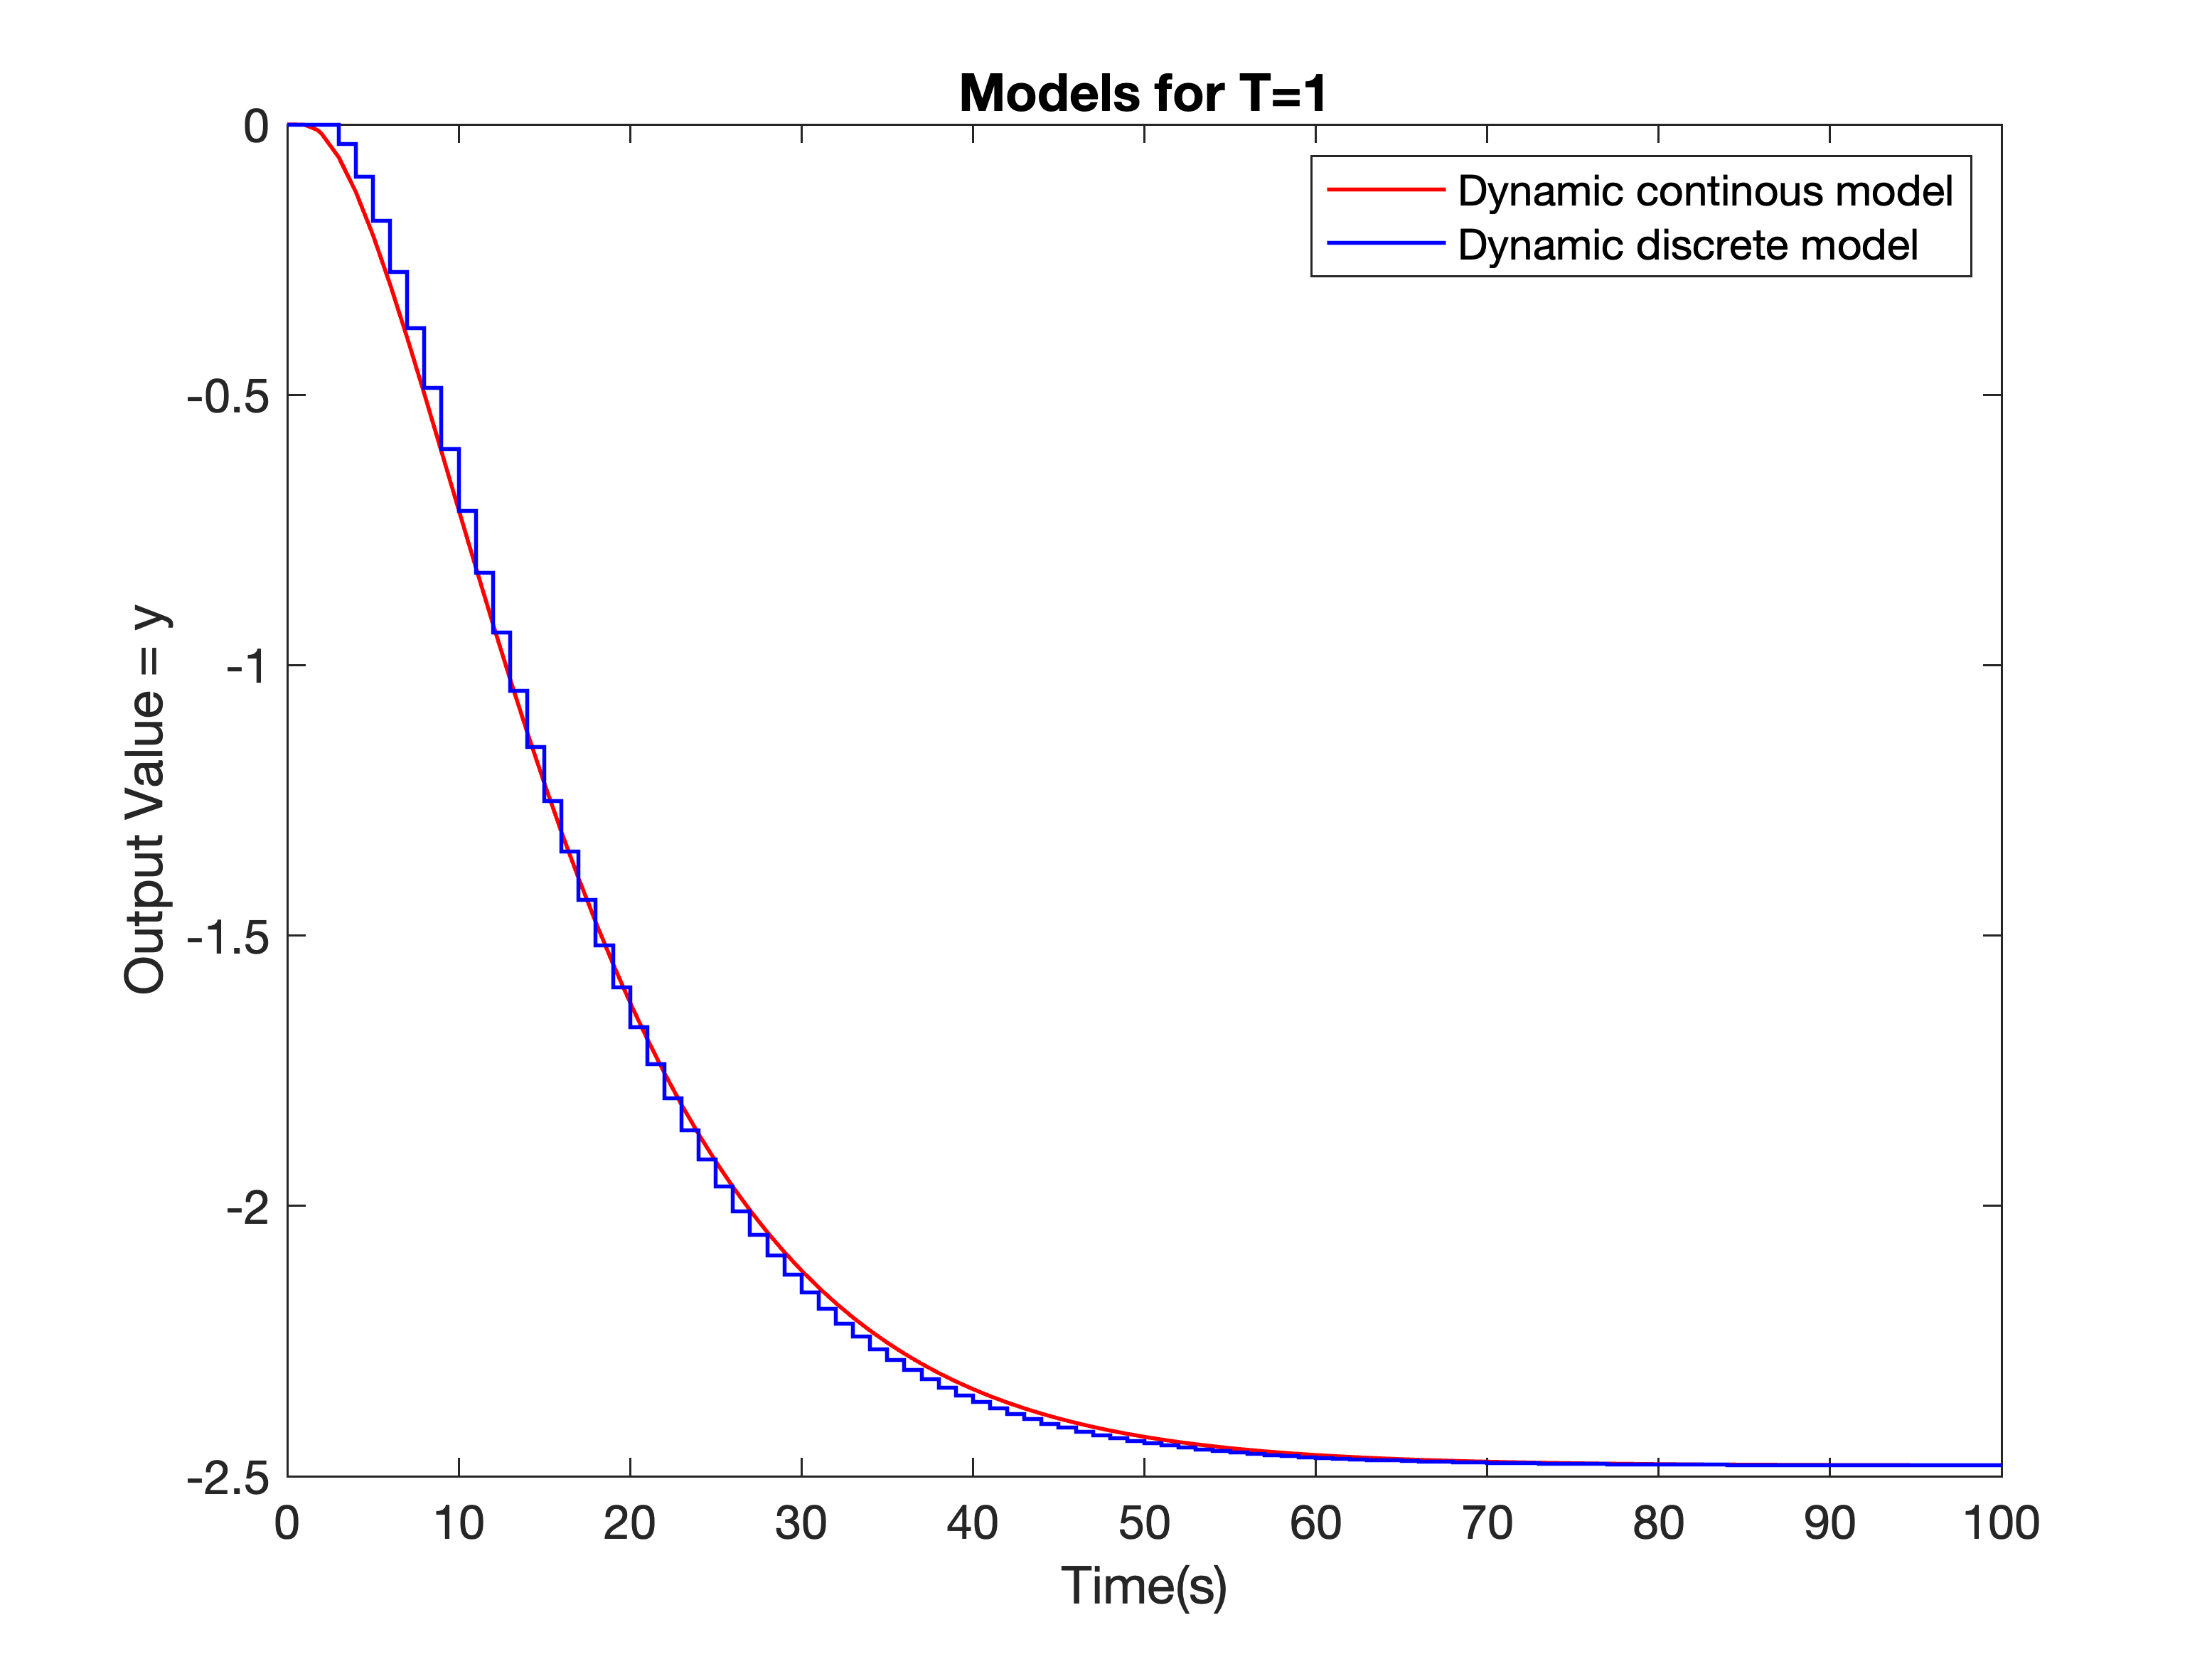 Models for T=1
Dynamic continous model
Dynamic discrete model
Output Value = y
0
-0.5
-1
-1.5
-2
-2.5
0 10 20 30 40 50 60 70 80 90 100
Time(s)